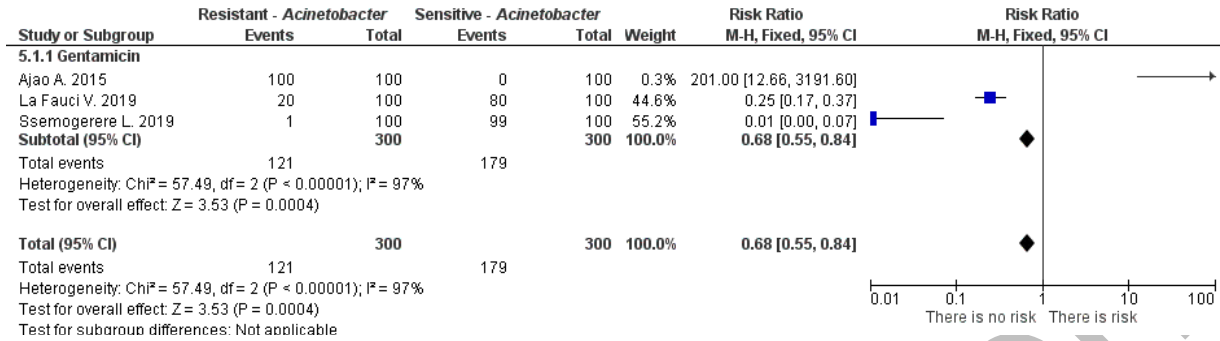 Resistant - Acinetobacter Sensitive - Acinetobacter Risk Ratio Risk Ratio
Study or Subgroup Events Total Events Total Weight M-H, Fixed, 95% CI M-H, Fixed, 95% CI
5.1.1 Gentamicin
Ajao A. 2015 100 100 0 100 0.3% 201.00 [12.66, 3191.60]
La Fauci V. 2019 20 100 80 100 44.6% 0.25 [0.17, 0.37]
Ssemogerere L. 2019 1 100 99 100 55.2% 0.01 [0.00, 0.07]
Subtotal (95% CI) 300 300 100.0% 0.68 [0.55, 0.84]
Total events 121 179
Heterogeneity: Chi² = 57.49, df = 2 (P < 0.00001); I² = 97%
Test for overall effect: Z = 3.53 (P = 0.0004)
Total (95% CI) 300 300 100.0% 0.68 [0.55, 0.84]
Total events 121 179
Heterogeneity: Chi² = 57.49, df = 2 (P < 0.00001); I² = 97%
Test for overall effect: Z = 3.53 (P = 0.0004)
Test for subgroup differences: Not applicable
0.01 0.1 1 10 100
There is no risk There is risk